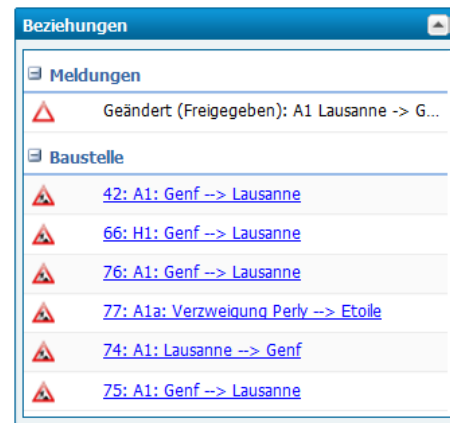 Beziehungen
Meldungen
Geändert (Freigegeben): A1 Lausanne -> G...
Baustelle
42: A1: Genf --> Lausanne
66: H1: Genf --> Lausanne
76: A1: Genf --> Lausanne
77: A1a: Verzweigung Perly --> Etoile
74: A1: Lausanne --> Genf
75: A1: Genf --> Lausanne